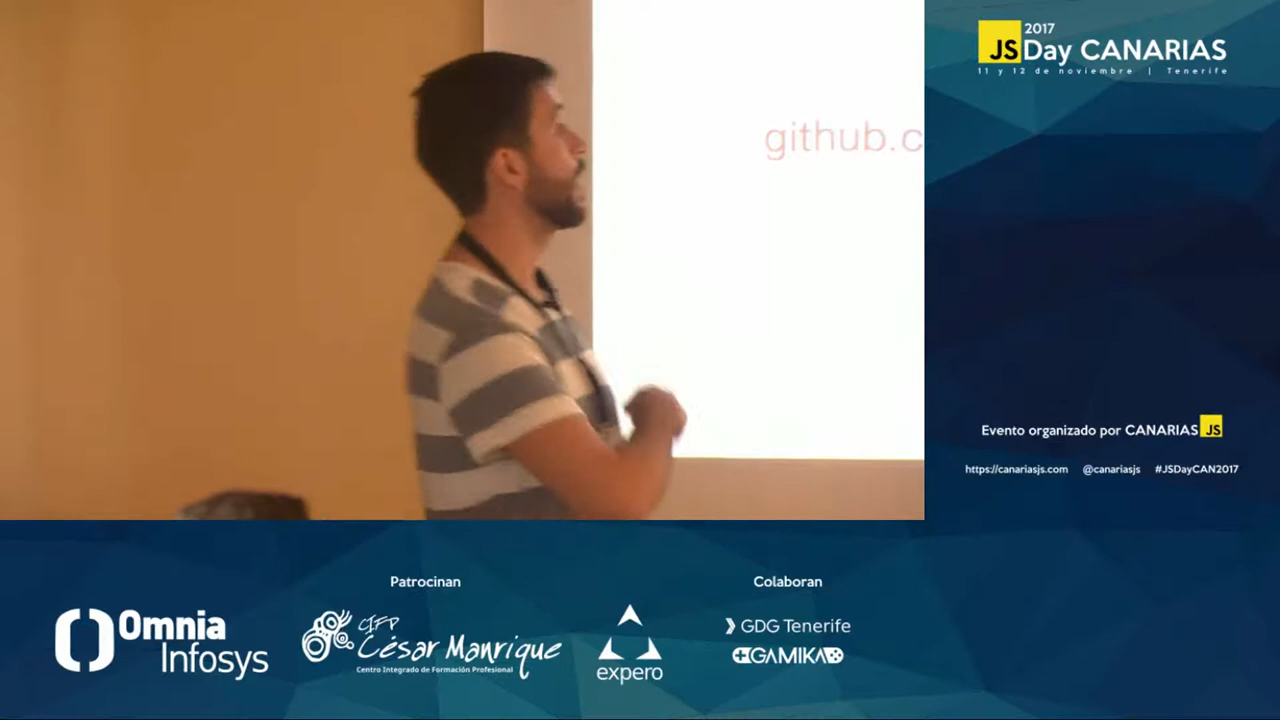 github.c
2017
JS Day CANARIAS
11 y 12 de noviembre | Tenerife
Evento organizado por CANARIAS JS
https://canariasjs.com @canariasjs #JSDayCAN2017
Patrocinan
Omnia
Infosys
CIFP
César Manrique
Centro Integrado de Formación Profesional
expero
Colaboran
GDG Tenerife
GAMIKA